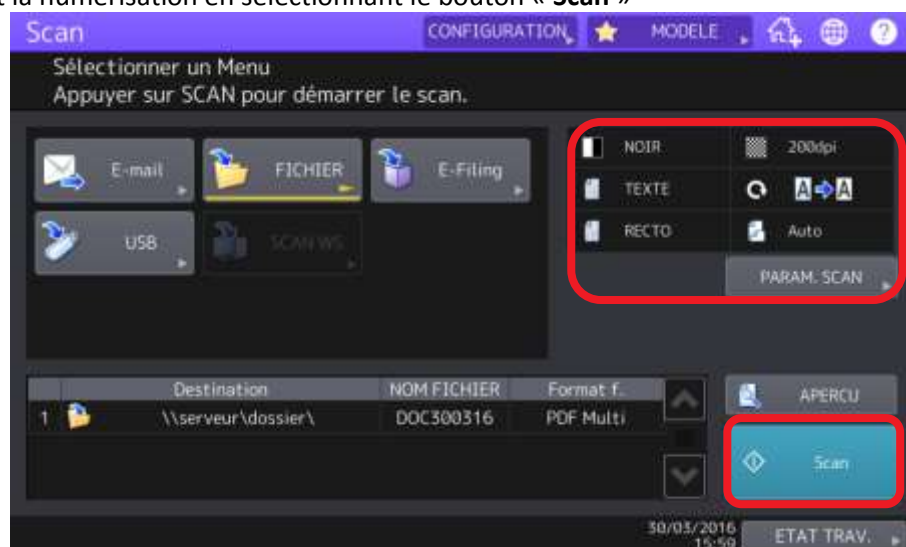 la numérisation en sélectionnant le bouton « Scan »
Scan CONFIGURATION MODELE ?
Sélectionner un Menu
Appuyer sur SCAN pour démarrer le scan.
E-mail FICHIER E-Filing
USB SCAN WS
NOIR 200dpi
TEXTE A A
RECTO Auto
PARAM. SCAN
Destination NOM FICHIER Format f.
1 \\serveur\dossier\ DOC300316 PDF Multi
APERCU
Scan
30/03/2016
15:59
ETAT TRAV.